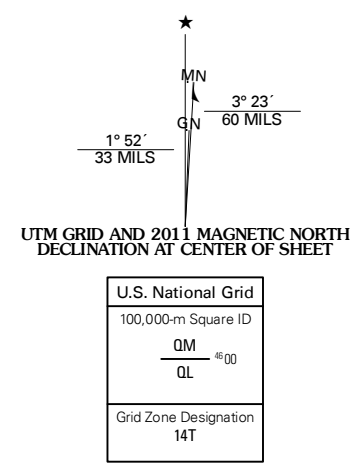 ★
MN
3° 23´
60 MILS
GN
1° 52´
33 MILS
UTM GRID AND 2011 MAGNETIC NORTH
DECLINATION AT CENTER OF SHEET
U.S. National Grid
100,000-m Square ID
QM
4600
QL
Grid Zone Designation
14T